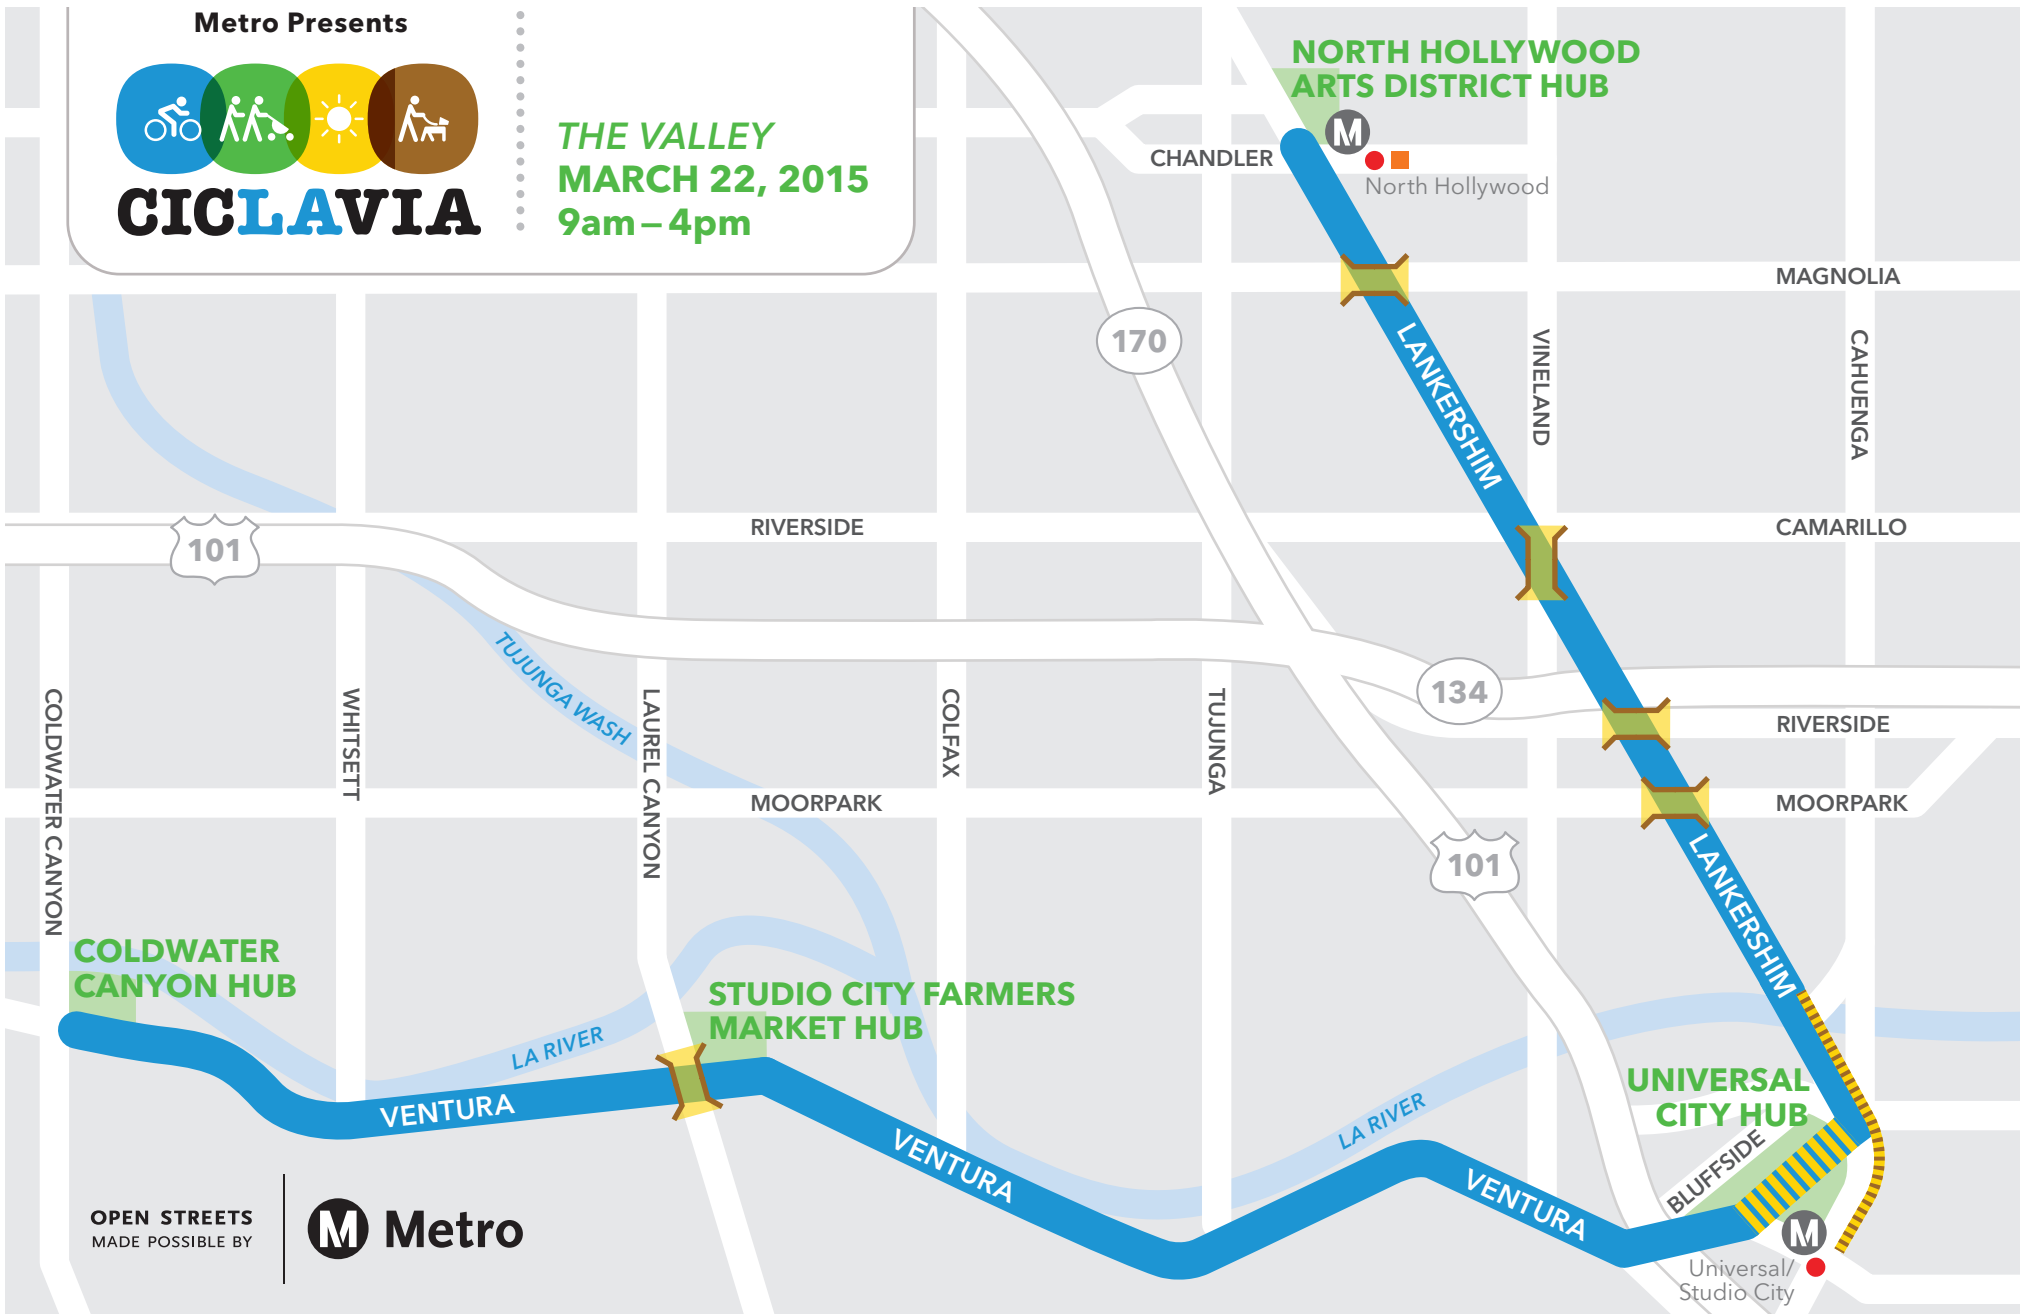 Metro Presents
CICLAVIA
THE VALLEY
MARCH 22, 2015
9am – 4pm
NORTH HOLLYWOOD
ARTS DISTRICT HUB
M
CHANDLER
North Hollywood
MAGNOLIA
170
LANKERSHIM
VINELAND
CAHUENGA
101
RIVERSIDE
CAMARILLO
TUJUNGA WASH
COLDWATER CANYON
WHITSETT
LAUREL CANYON
COLFAX
TUJUNGA
134
RIVERSIDE
MOORPARK
MOORPARK
101
LANKERSHIM
COLDWATER
CANYON HUB
STUDIO CITY FARMERS
MARKET HUB
LA RIVER
VENTURA
VENTURA
LA RIVER
VENTURA
UNIVERSAL
CITY HUB
BLUFFSIDE
M
Universal/
Studio City
OPEN STREETS
MADE POSSIBLE BY
M Metro